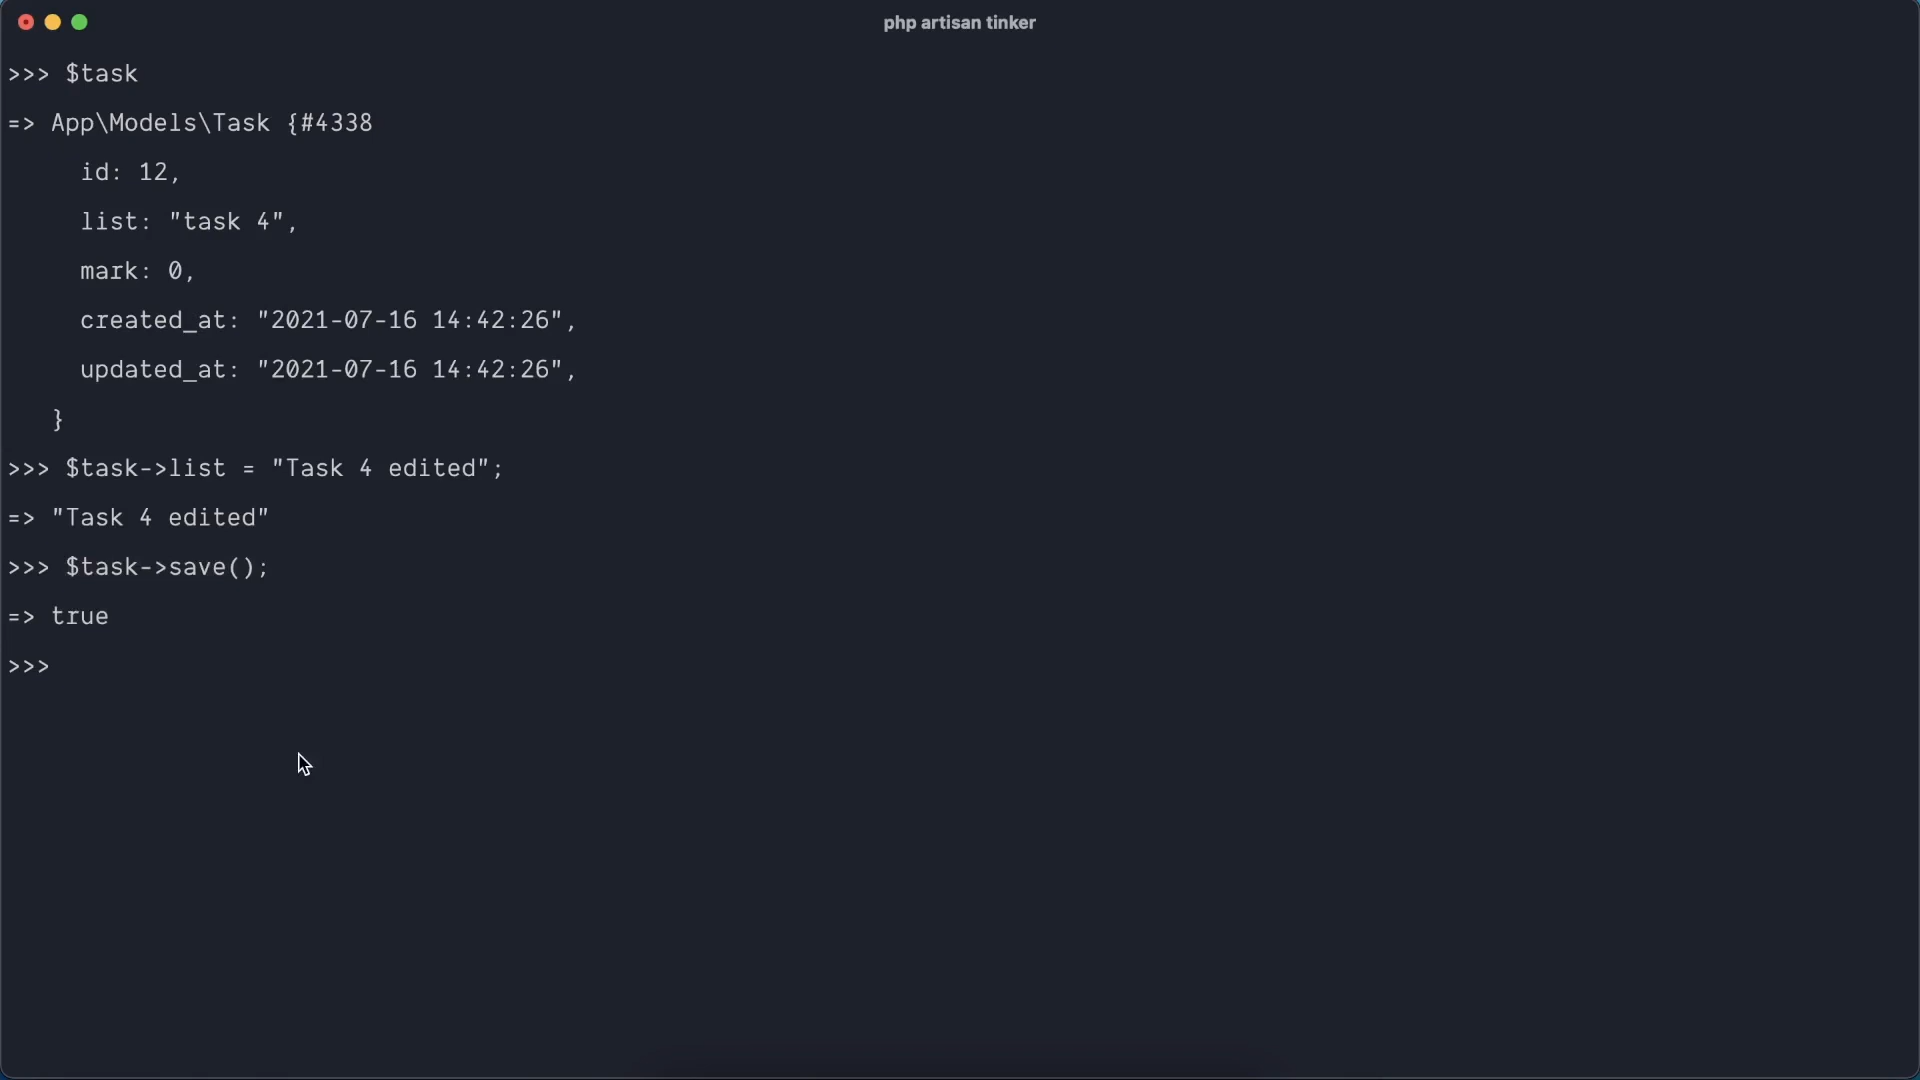 php artisan tinker
>>> $task
=> App\Models\Task {#4338
id: 12,
list: "task 4",
mark: 0,
created_at: "2021-07-16 14:42:26",
updated_at: "2021-07-16 14:42:26",
}
>>> $task->list = "Task 4 edited";
=> "Task 4 edited"
>>> $task->save();
=> true
>>>